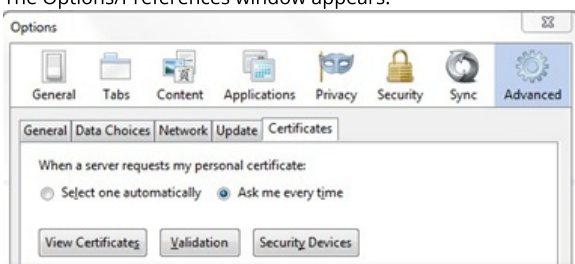 The Options/Preferences window appears.
Options
General Tabs Content Applications Privacy Security Sync Advanced
General Data Choices Network Update Certificates
When a server requests my personal certificate:
Select one automatically Ask me every time
View Certificates Validation Security Devices